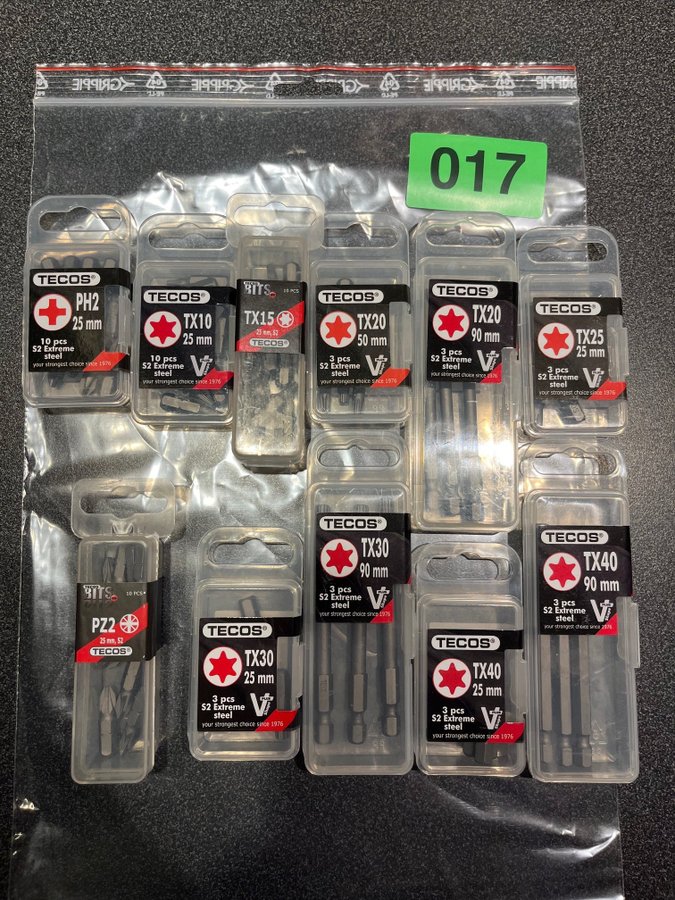 GRIPPIE GRIPPIE GRIPPIE GRIPPIE GRIPPIE
017
TECOS®
PH2
25 mm
10 pcs
S2 Extreme
steel
your strongest choice since 1976
TECOS®
TX10
25 mm
10 pcs
S2 Extreme
steel
your strongest choice since 1976
BITS
10 PCS
TX15
25 mm, S2
TECOS®
TECOS®
TX20
50 mm
3 pcs
S2 Extreme
steel
your strongest choice since 1976
TECOS®
TX20
90 mm
3 pcs
S2 Extreme
steel
your strongest choice since 1976
TECOS®
TX25
25 mm
3 pcs
S2 Extreme
steel
your strongest choice since 1976
BITS
10 PCS
PZ2
25 mm, S2
TECOS®
TX30
25 mm
3 pcs
S2 Extreme
steel
your strongest choice since 1976
TECOS®
TX30
90 mm
3 pcs
S2 Extreme
steel
your strongest choice since 1976
TECOS®
TX40
25 mm
3 pcs
S2 Extreme
steel
your strongest choice since 1976
TECOS®
TX40
90 mm
3 pcs
S2 Extreme
steel
your strongest choice since 1976